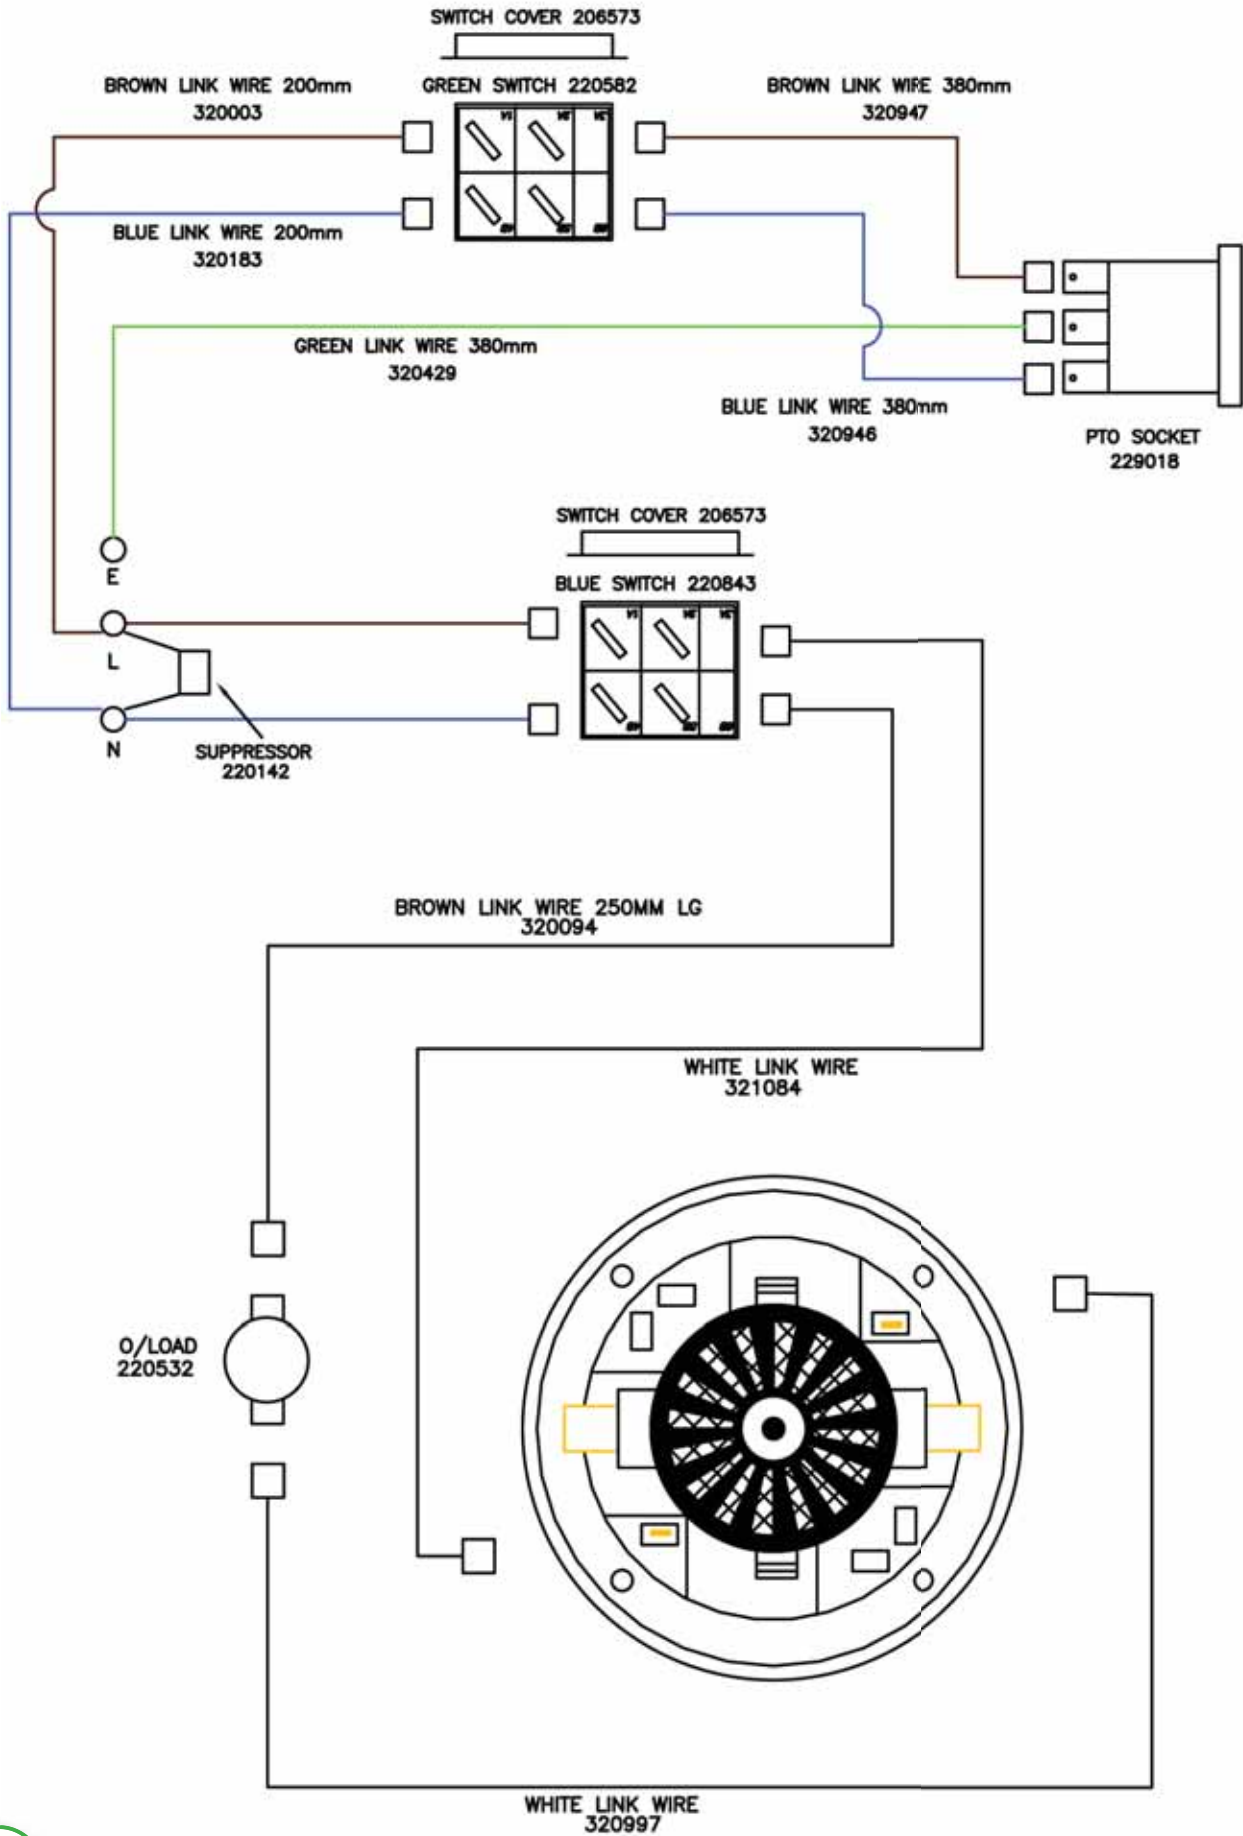 SWITCH COVER 206573
BROWN LINK WIRE 200mm
320003
GREEN SWITCH 220582
BROWN LINK WIRE 380mm
320947
BLUE LINK WIRE 200mm
320183
GREEN LINK WIRE 380mm
320429
BLUE LINK WIRE 380mm
320946
PTO SOCKET
229018
SWITCH COVER 206573
BLUE SWITCH 220843
E
L
N
SUPPRESSOR
220142
BROWN LINK WIRE 250MM LG
320094
WHITE LINK WIRE
321084
O/LOAD
220532
WHITE LINK WIRE
320997